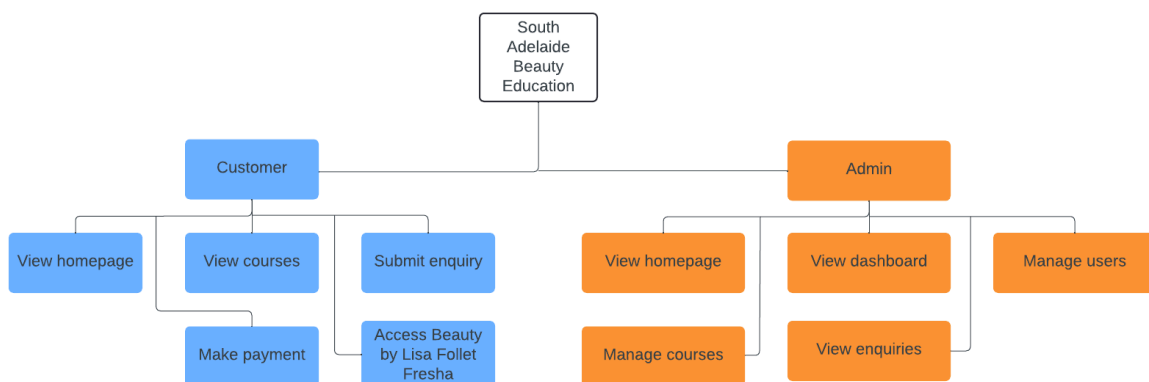 South
Adelaide
Beauty
Education
Customer
Admin
View homepage
View courses
Submit enquiry
View homepage
View dashboard
Manage users
Make payment
Access Beauty
by Lisa Follet
Fresha
Manage courses
View enquiries